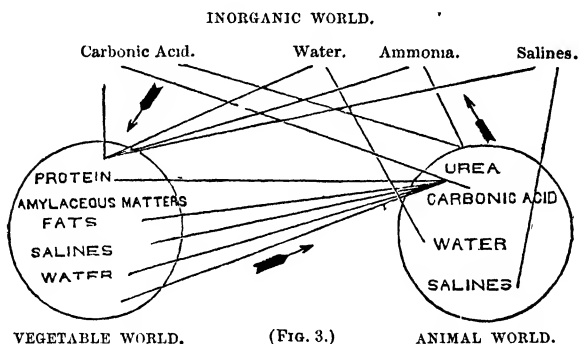 INORGANIC WORLD.
Carbonic Acid. Water. Ammonia. Salines.
PROTEIN
AMYLACEOUS MATTERS
FATS
SALINES
WATER
UREA
CARBONIC ACID
WATER
SALINES
VEGETABLE WORLD. (FIG. 3.) ANIMAL WORLD.